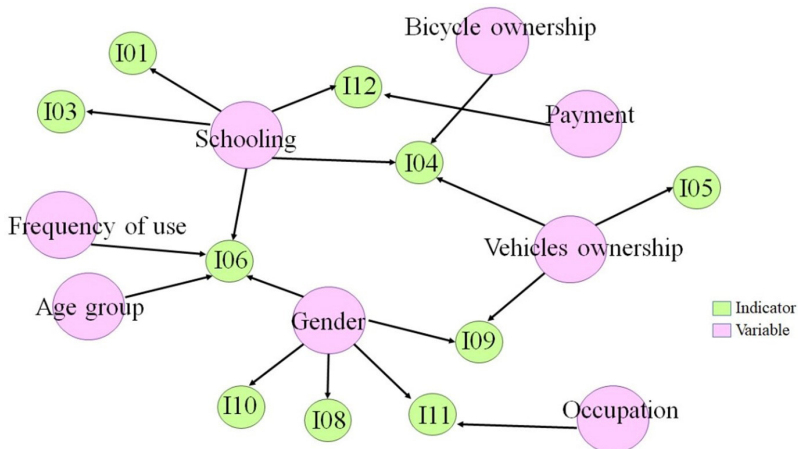 Bicycle ownership
I01
I12
I03
Payment
Schooling
I04
I05
Frequency of use
Vehicles ownership
I06
Age group
Gender
Indicator
Variable
I09
I10
I08
I11
Occupation